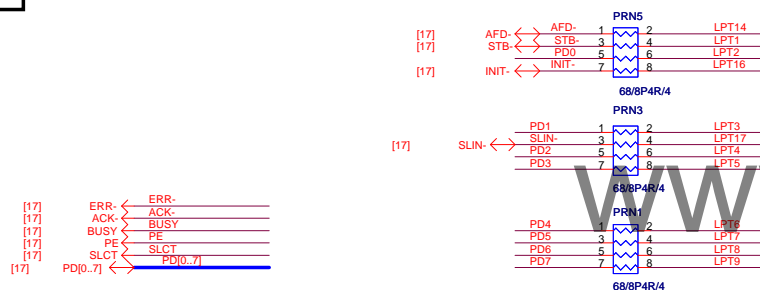 PRN5
[17] AFD- AFD- 1 2 LPT14
[17] STB- STB- 3 4 LPT1
PD0 5 6 LPT2
[17] INIT- INIT- 7 8 LPT16
68/8P4R/4
PRN3
PD1 1 2 LPT3
[17] SLIN- SLIN- 3 4 LPT17
PD2 5 6 LPT4
PD3 7 8 LPT5
68/8P4R/4
WW
PRN1
PD4 1 2 LPT6
PD5 3 4 LPT7
PD6 5 6 LPT8
PD7 7 8 LPT9
68/8P4R/4
[17] ERR- ERR-
[17] ACK- ACK-
[17] BUSY BUSY
[17] PE PE
[17] SLCT SLCT
[17] PD[0..7] PD[0..7]